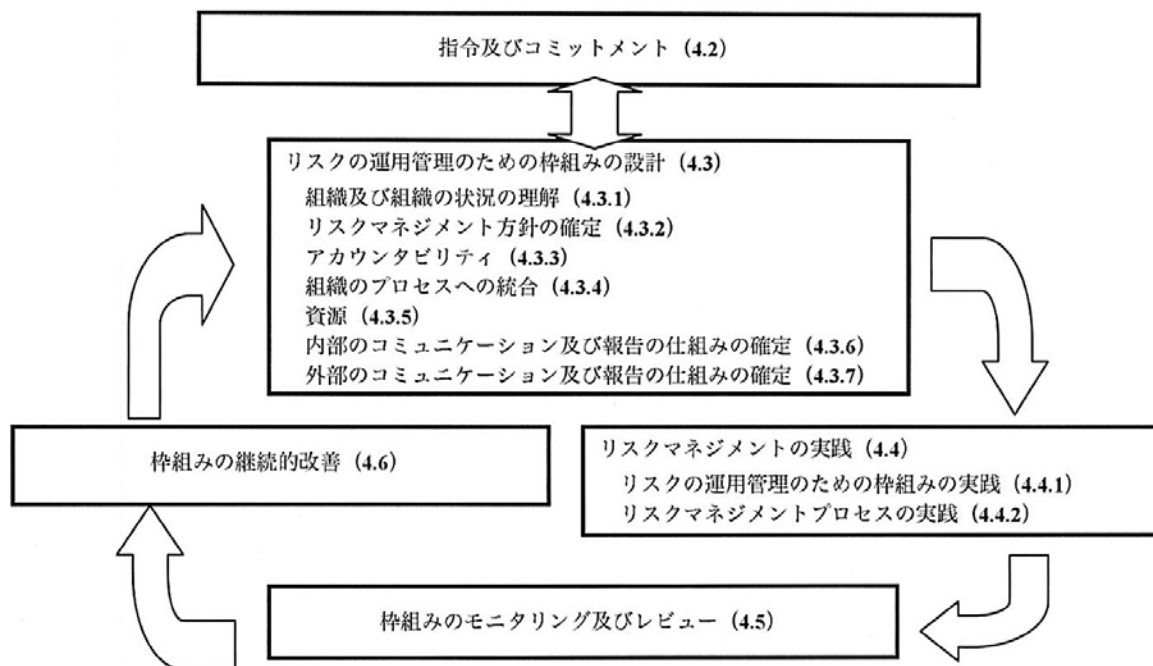 指令及びコミットメント (4.2)
リスクの運用管理のための枠組みの設計 (4.3)
組織及び組織の状況の理解 (4.3.1)
リスクマネジメント方針の確定 (4.3.2)
アカウンタビリティ (4.3.3)
組織のプロセスへの統合 (4.3.4)
資源 (4.3.5)
内部のコミュニケーション及び報告の仕組みの確定 (4.3.6)
外部のコミュニケーション及び報告の仕組みの確定 (4.3.7)
枠組みの継続的改善 (4.6)
リスクマネジメントの実践 (4.4)
リスクの運用管理のための枠組みの実践 (4.4.1)
リスクマネジメントプロセスの実践 (4.4.2)
枠組みのモニタリング及びレビュー (4.5)